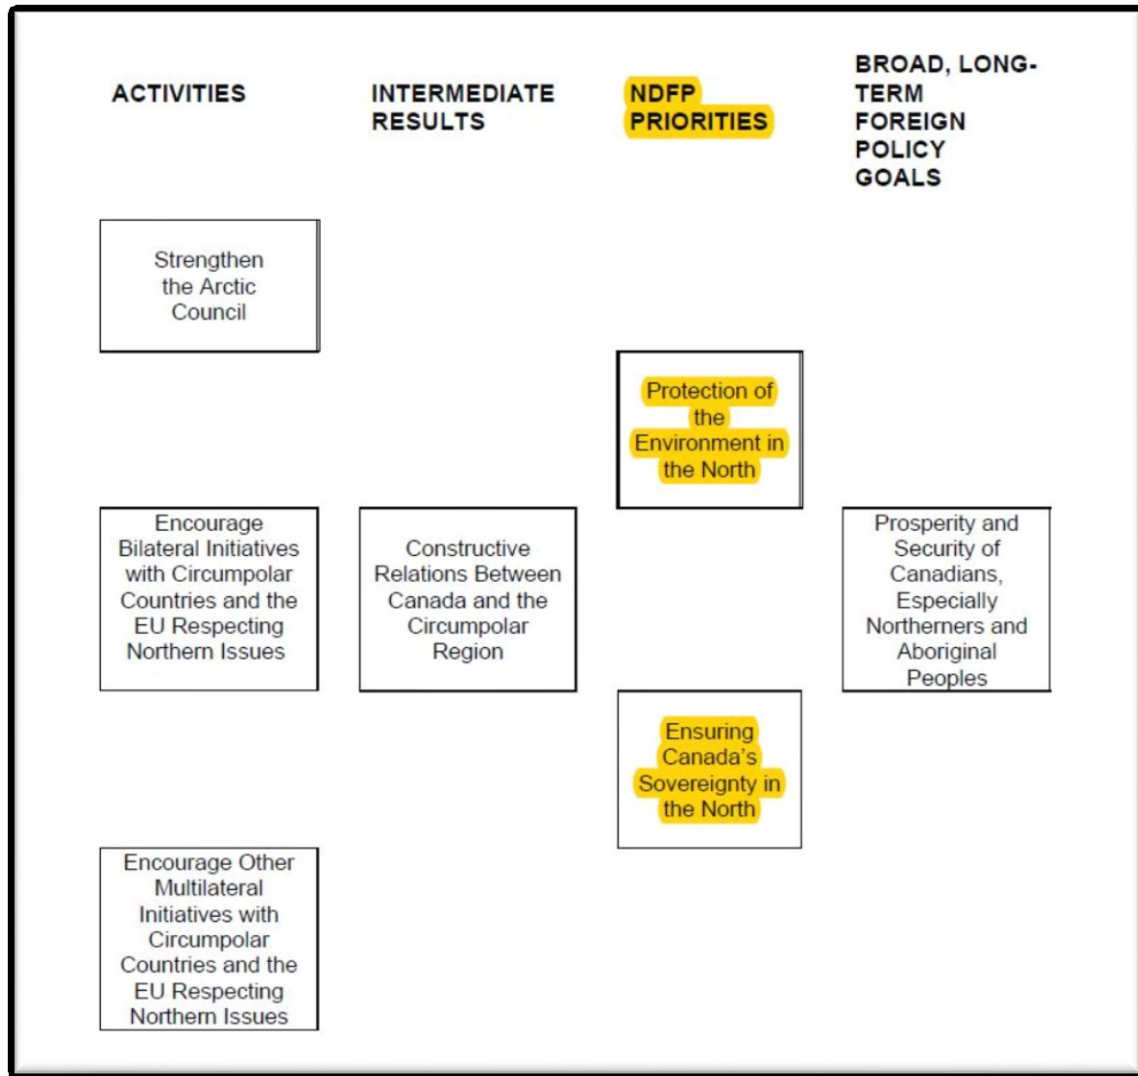 ACTIVITIES
INTERMEDIATE
RESULTS
NDFP
PRIORITIES
BROAD, LONG-
TERM
FOREIGN
POLICY
GOALS
Strengthen
the Arctic
Council
Protection of
the
Environment in
the North
Encourage
Bilateral Initiatives
with Circumpolar
Countries and the
EU Respecting
Northern Issues
Constructive
Relations Between
Canada and the
Circumpolar
Region
Prosperity and
Security of
Canadians,
Especially
Northerners and
Aboriginal
Peoples
Ensuring
Canada's
Sovereignty in
the North
Encourage Other
Multilateral
Initiatives with
Circumpolar
Countries and the
EU Respecting
Northern Issues